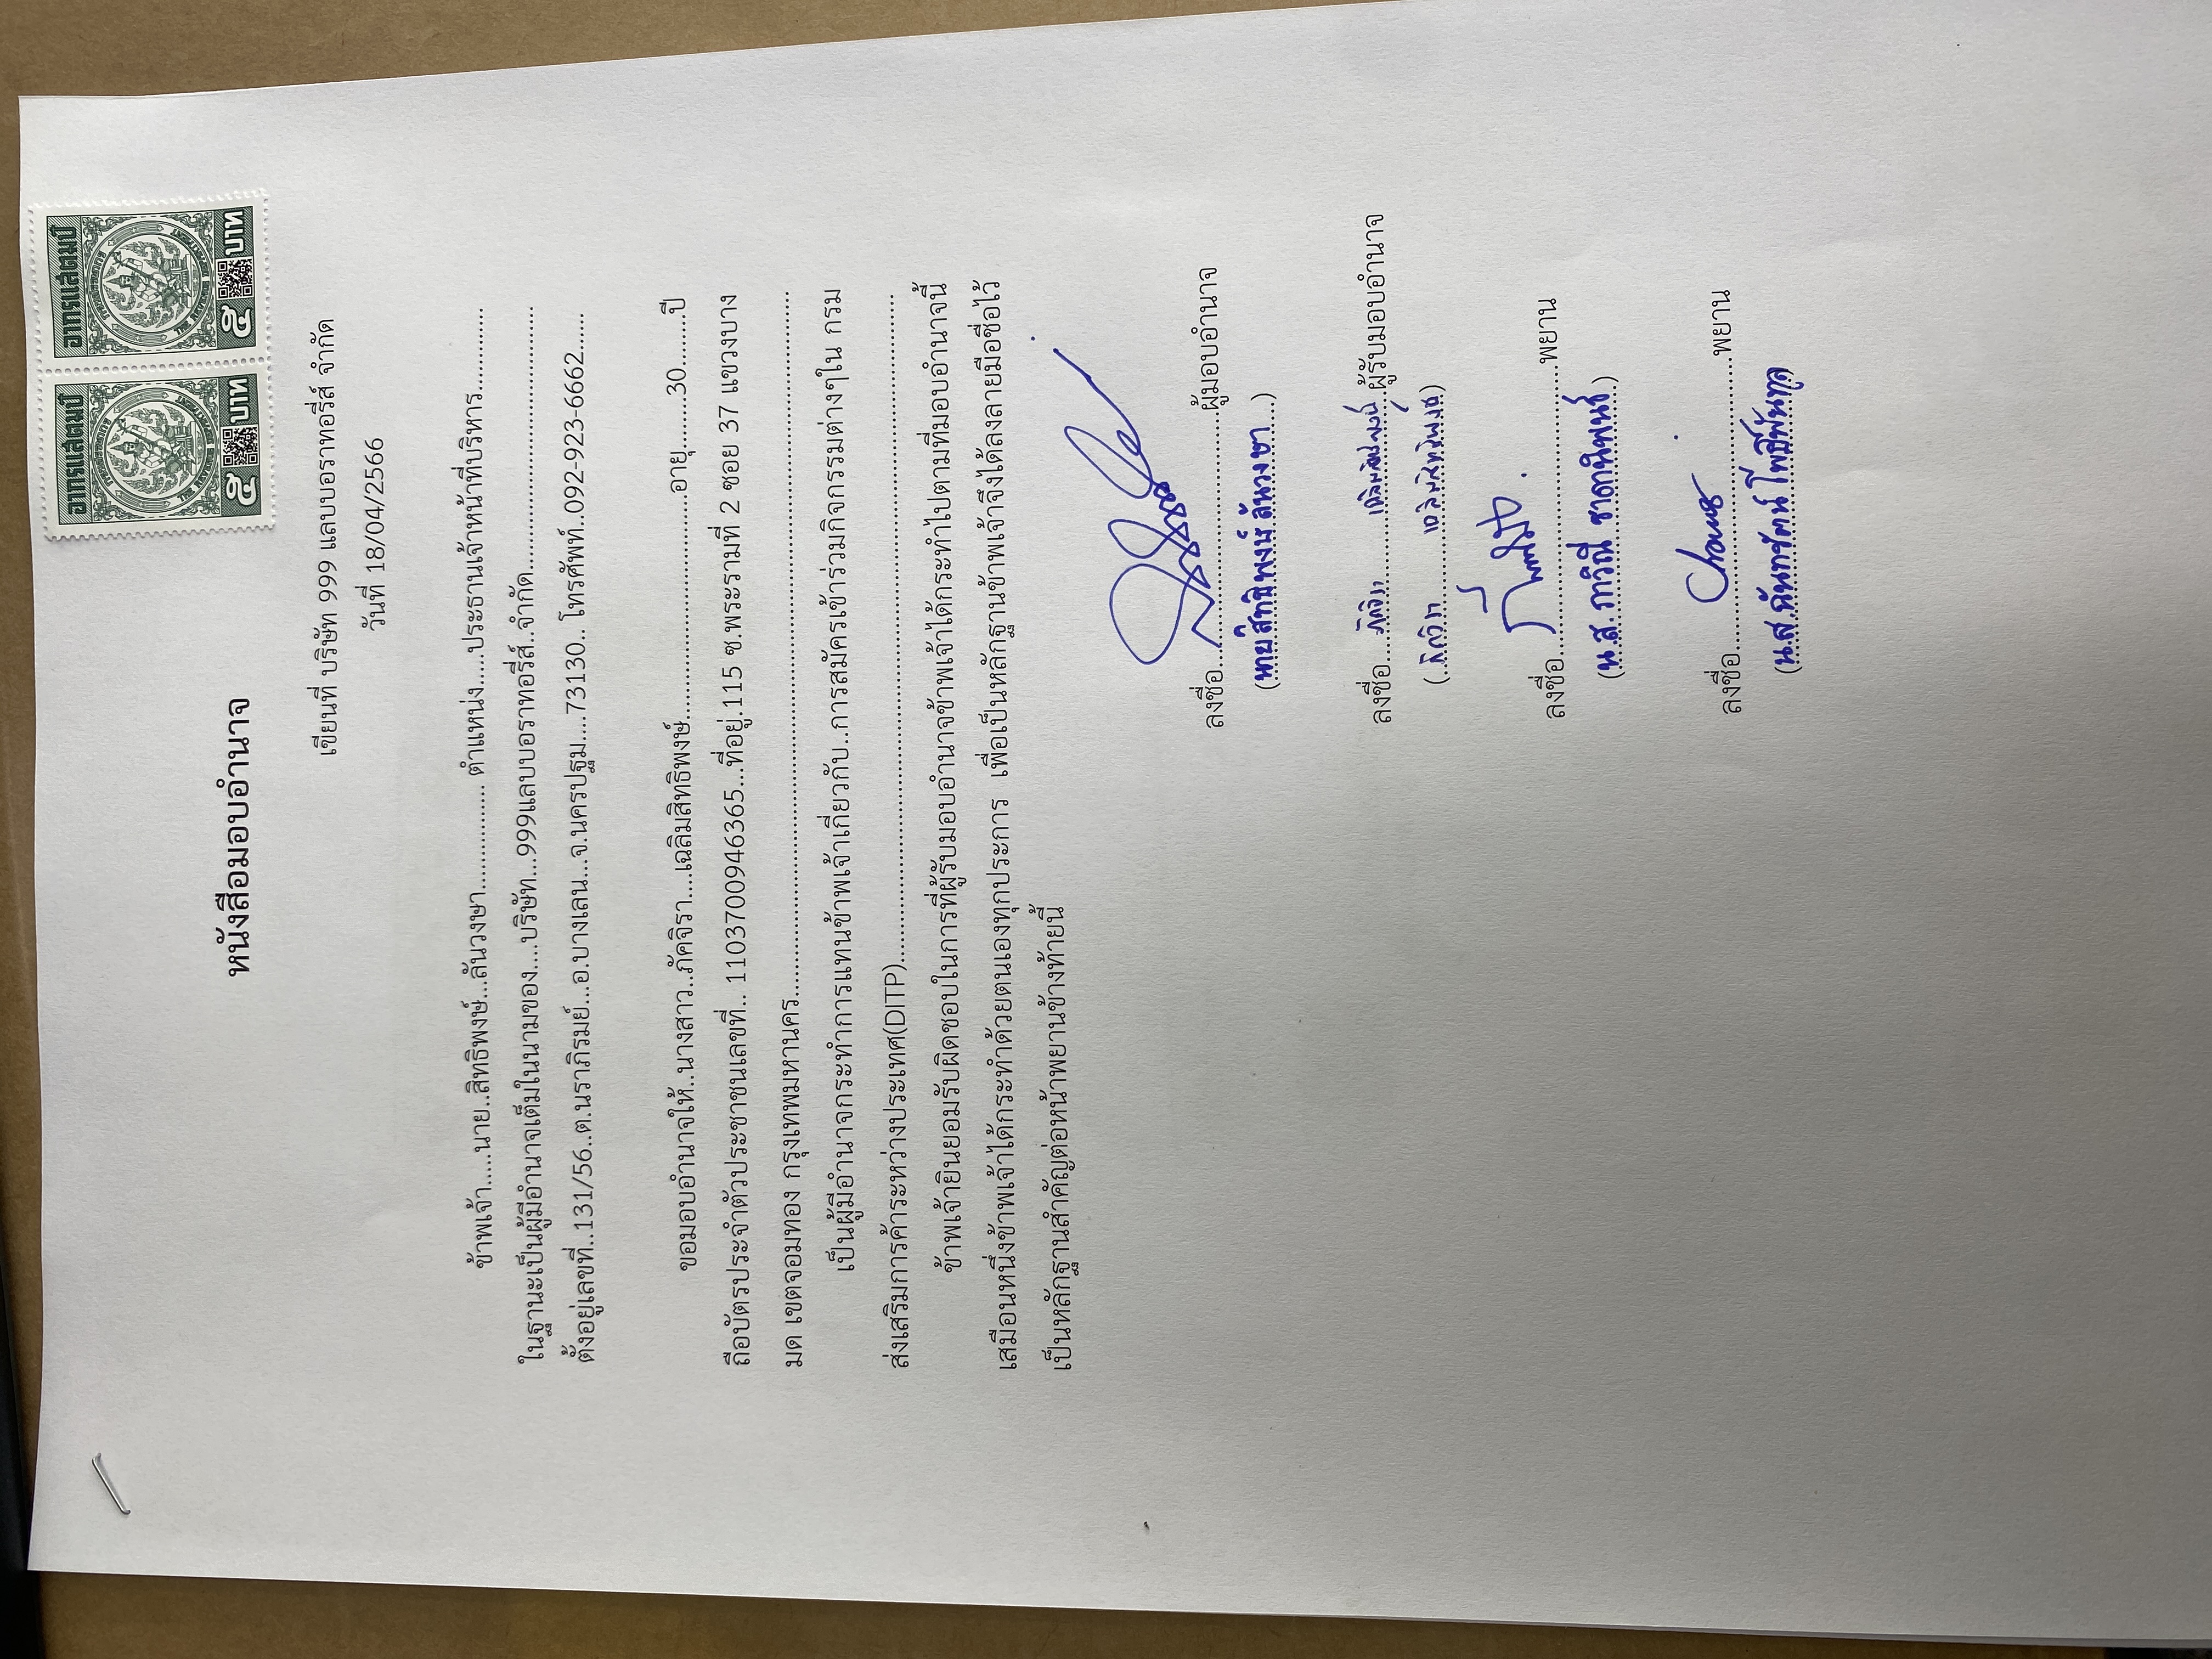 อากรแสตมป์ อากรแสตมป์
THE REVENUE DEPARTMENT THE REVENUE DEPARTMENT
๕ บาท ๕ บาท
หนังสือมอบอำนาจ
เขียนที่ บริษัท 999 แลบบอราทอรี่ส์ จำกัด
วันที่ 18/04/2566
ข้าพเจ้า.....นาย..สิทธิพงษ์...ลันวงษา............... ตำแหน่ง.....ประธานเจ้าหน้าที่บริหาร.............
ในฐานะเป็นผู้มีอำนาจเต็มในนามของ....บริษัท...999แลบบอราทอรี่ส์..จำกัด.......................................
ตั้งอยู่เลขที่..131/56..ต.นราภิรมย์...อ.บางเลน...จ.นครปฐม....73130.. โทรศัพท์..092-923-6662......
ขอมอบอำนาจให้..นางสาว..ภัคจิรา....เฉลิมสิทธิพงษ์.................................อายุ........30........ปี
ถือบัตรประจำตัวประชาชนเลขที่.. 1103700946365...ที่อยู่.115 ซ.พระรามที่ 2 ซอย 37 แขวงบาง
มด เขตจอมทอง กรุงเทพมหานคร........................................................................................................
เป็นผู้มีอำนาจกระทำการแทนข้าพเจ้าเกี่ยวกับ..การสมัครเข้าร่วมกิจกรรมต่างๆใน กรม
ส่งเสริมการค้าระหว่างประเทศ(DITP)...................................................................................................
ข้าพเจ้ายินยอมรับผิดชอบในการที่ผู้รับมอบอำนาจข้าพเจ้าได้กระทำไปตามที่มอบอำนาจนี้
เสมือนหนึ่งข้าพเจ้าได้กระทำด้วยตนเองทุกประการ เพื่อเป็นหลักฐานข้าพเจ้าจึงได้ลงลายมือชื่อไว้
เป็นหลักฐานสำคัญต่อหน้าพยานข้างท้ายนี้
ลงชื่อ......................................ผู้มอบอำนาจ
(นายสิทธิพงษ์ ลันวงษา....)
ลงชื่อ....ภัคจิรา เฉลิมสิทธิพงษ์ ผู้รับมอบอำนาจ
(ภัคจิรา เฉลิมสิทธิพงษ์)
ลงชื่อ...........................................พยาน
(น.ส. ภาวิณี ธาดานิพนธ์)
ลงชื่อ...........................................พยาน
(น.ส.ฉันทรัตน์ โพธิ์พันทูล